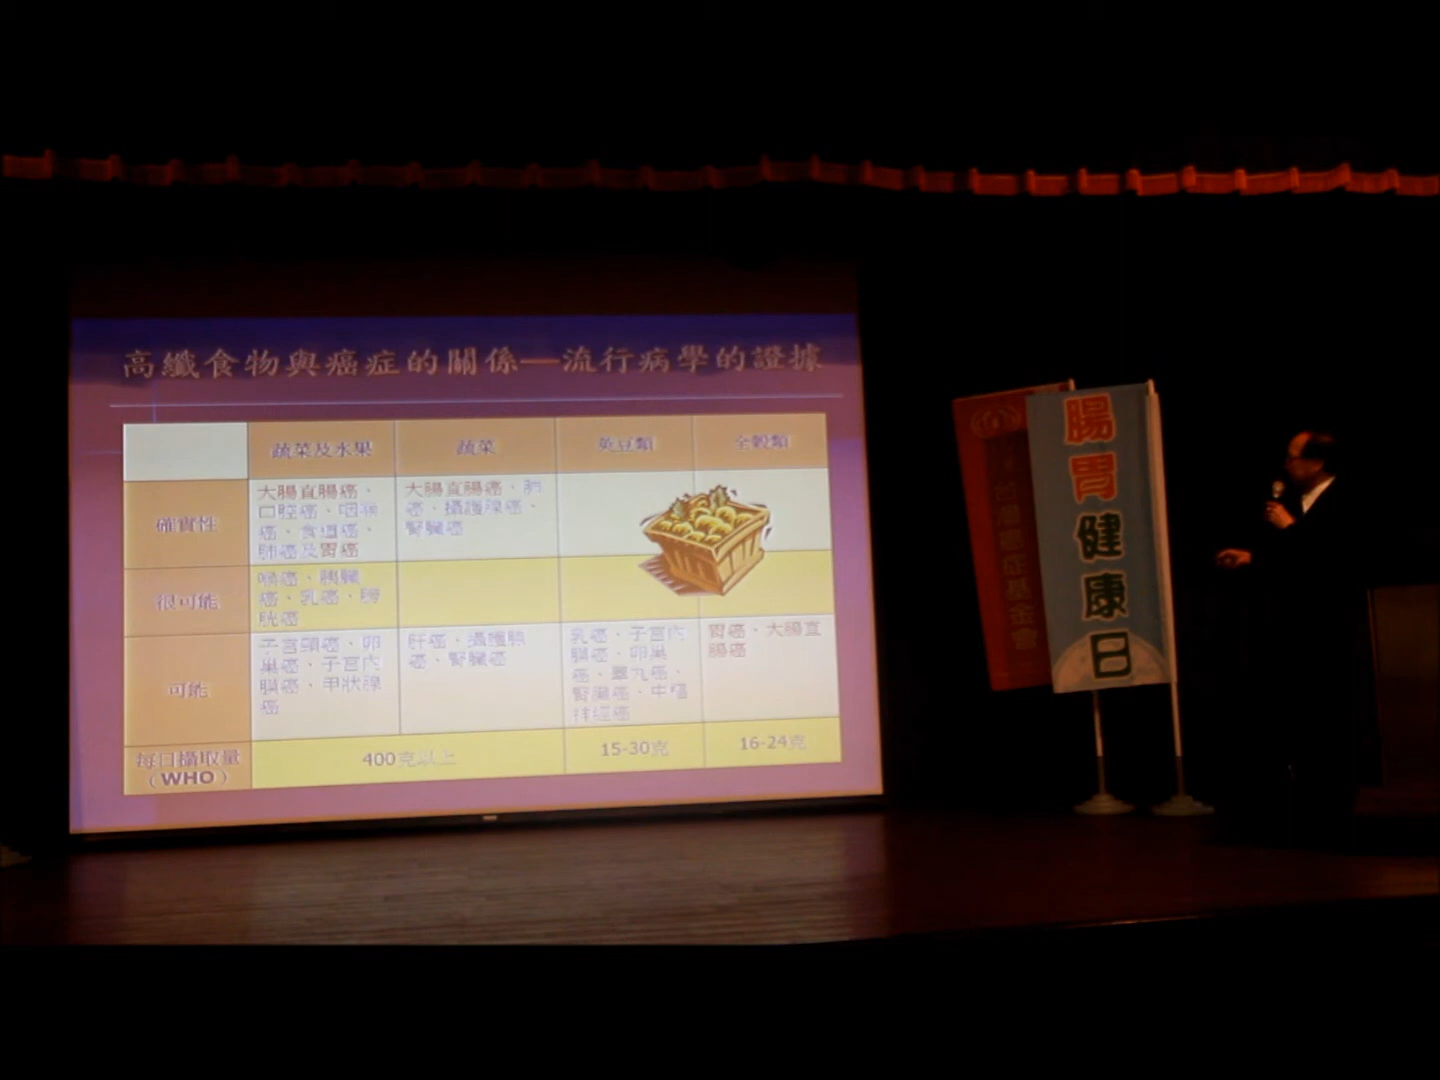 高纖食物與癌症的關係—流行病學的證據
蔬菜及水果
蔬菜
莢豆類
全穀類
確實性
大腸直腸癌、
口腔癌、咽喉
癌、食道癌、
肺癌及胃癌
大腸直腸癌、肺
癌、攝護腺癌、
腎臟癌
很可能
喉癌、胰臟
癌、乳癌、膀
胱癌
可能
子宮頸癌、卵
巢癌、子宮內
膜癌、甲狀腺
癌
肝癌、攝護腺
癌、腎臟癌
乳癌、子宮內
膜癌、卵巢
癌、睪丸癌、
腎臟癌、中樞
神經癌
胃癌、大腸直
腸癌
每日攝取量
（WHO）
400克以上
15-30克
16-24克
台灣癌症基金會
腸胃健康日